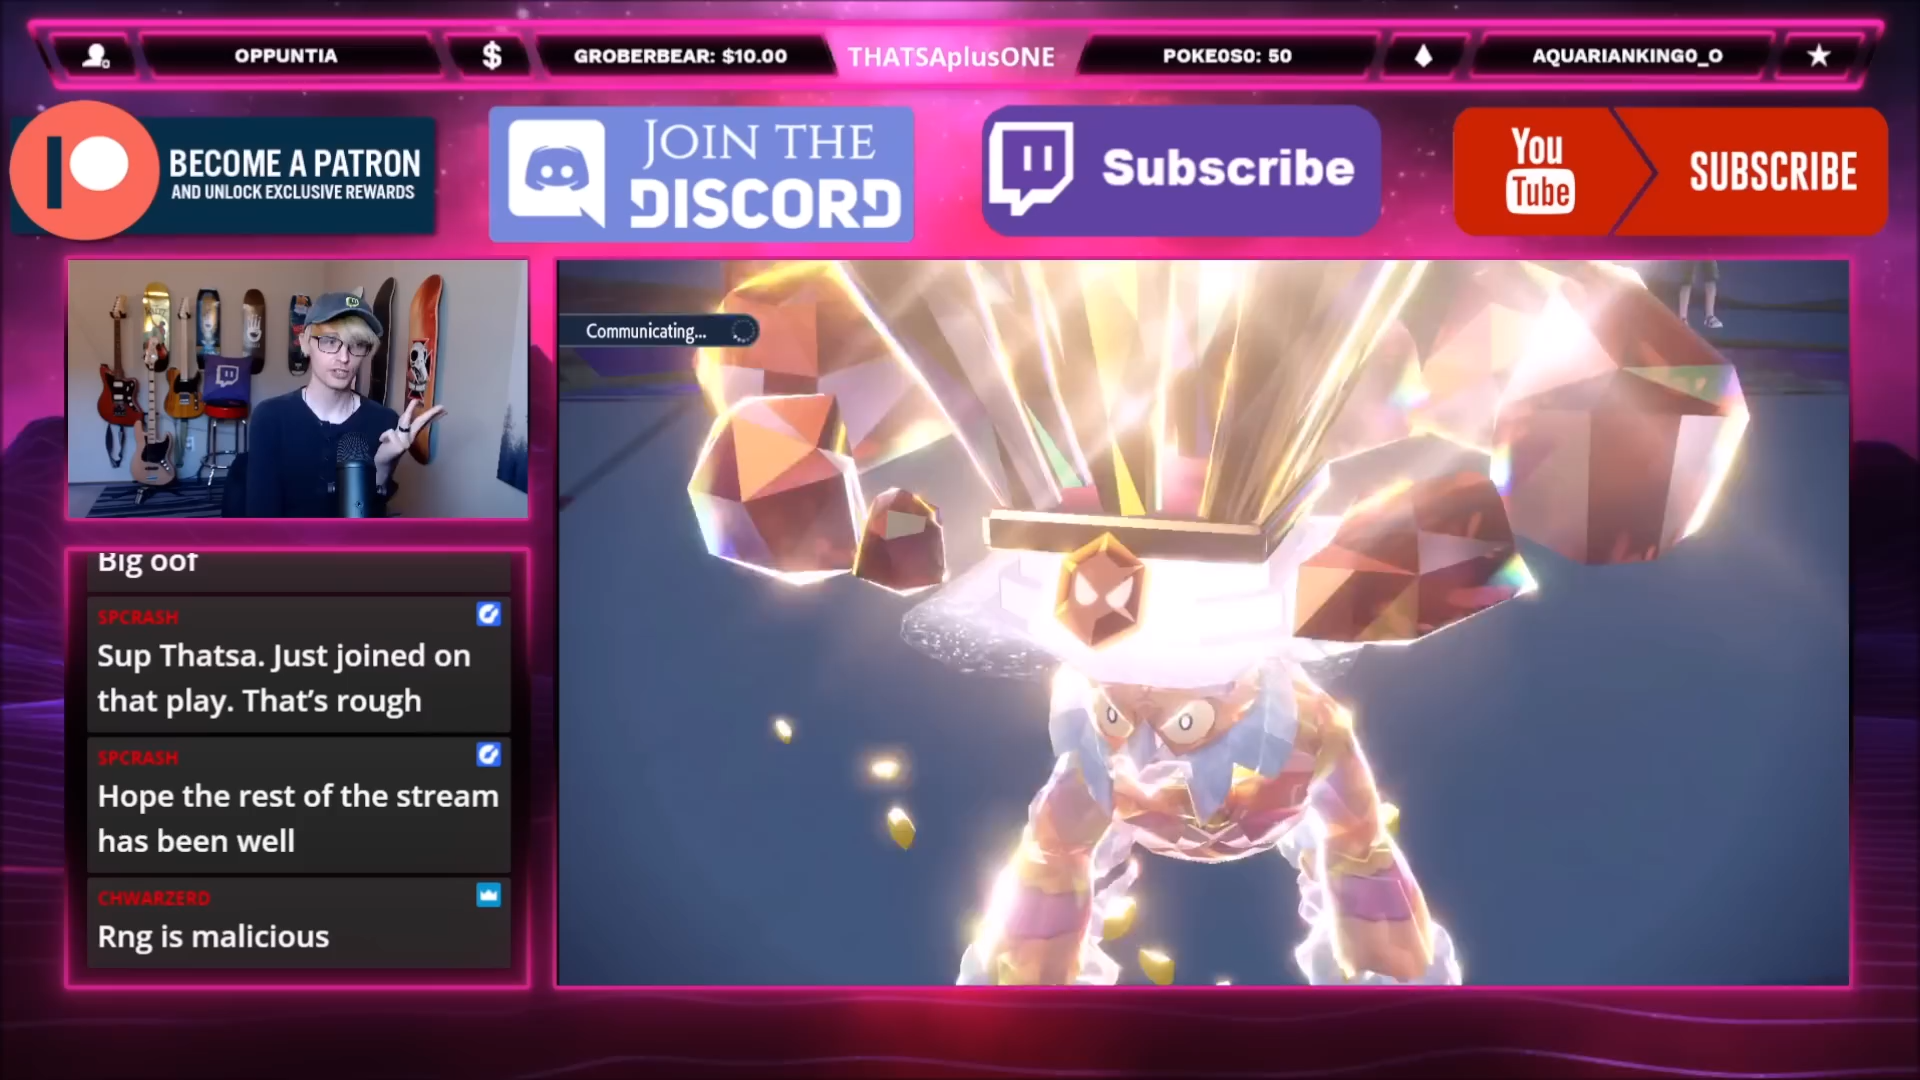 OPPUNTIA
$
GROBERBEAR: $10.00
THATSAplusONE
POKE0S0: 50
AQUARIANKING0_O
BECOME A PATRON
AND UNLOCK EXCLUSIVE REWARDS
JOIN THE
DISCORD
Subscribe
You
Tube
SUBSCRIBE
Communicating...
Big oof
SPCRASH
Sup Thatsa. Just joined on
that play. That's rough
SPCRASH
Hope the rest of the stream
has been well
CHWARZERD
Rng is malicious